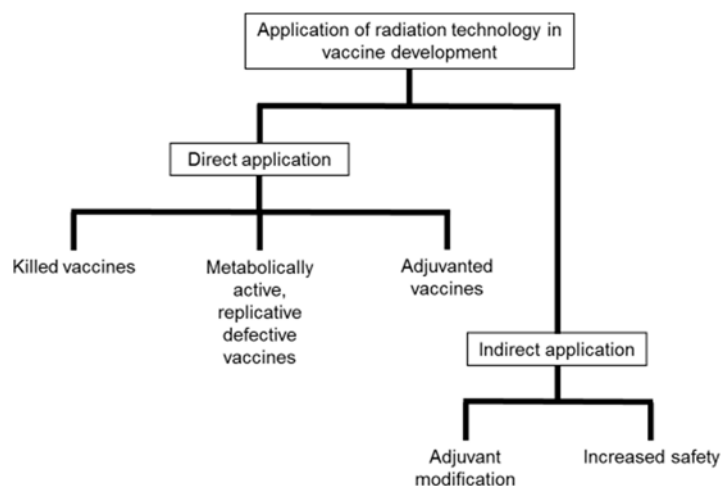 Application of radiation technology in
vaccine development
Direct application
Killed vaccines
Metabolically
active,
replicative
defective
vaccines
Adjuvanted
vaccines
Indirect application
Adjuvant
modification
Increased safety